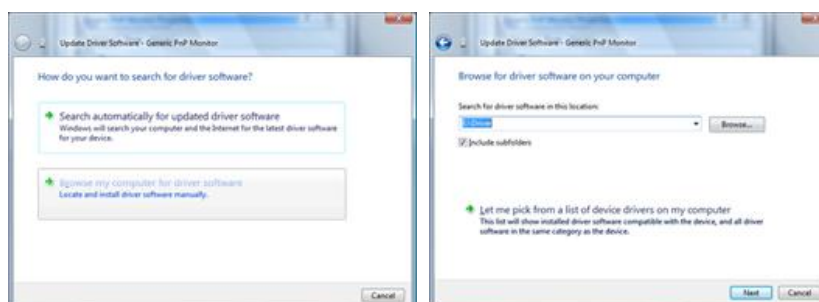 Update Driver Software - Generic PnP Monitor
How do you want to search for driver software?
Search automatically for updated driver software
Windows will search your computer and the Internet for the latest driver software
for your device.
Browse my computer for driver software
Locate and install driver software manually.
Cancel
Update Driver Software - Generic PnP Monitor
Browse for driver software on your computer
Search for driver software in this location:
Browse...
Include subfolders
Let me pick from a list of device drivers on my computer
This list will show installed driver software compatible with the device, and all driver
software in the same category as the device.
Next
Cancel